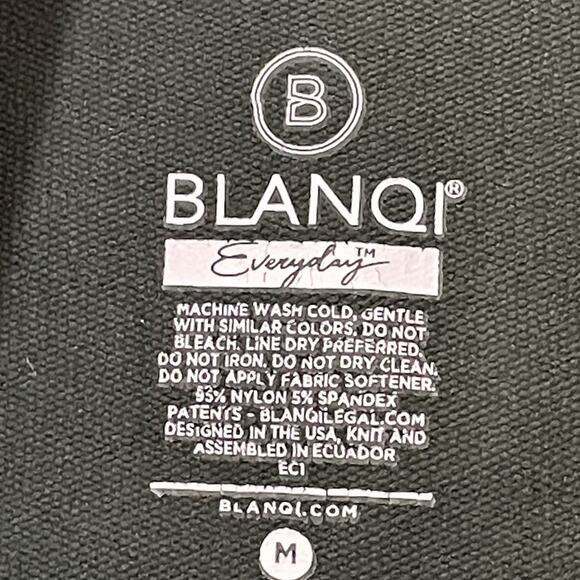 B
BLANQI®
Everyday™
MACHINE WASH COLD, GENTLE
WITH SIMILAR COLORS. DO NOT
BLEACH. LINE DRY PREFERRED.
DO NOT IRON. DO NOT DRY CLEAN.
DO NOT APPLY FABRIC SOFTENER.
95% NYLON 5% SPANDEX
PATENTS - BLANQILEGAL.COM
DESIGNED IN THE USA, KNIT AND
ASSEMBLED IN ECUADOR
EC1
BLANQI.COM
M